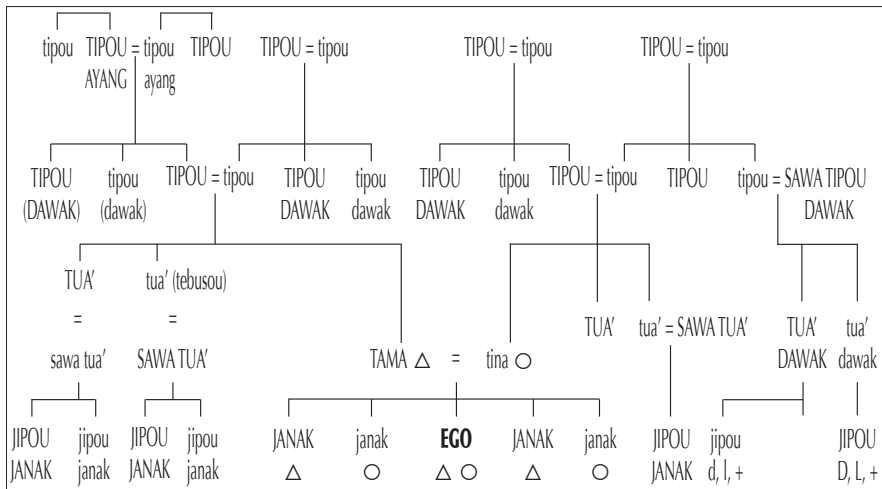 tipou TIPOU = tipou TIPOU TIPOU = tipou TIPOU = tipou TIPOU = tipou
AYANG ayang
TIPOU tipou TIPOU = tipou TIPOU tipou TIPOU tipou TIPOU = tipou TIPOU tipou = SAWA TIPOU
(DAWAK) (dawak) DAWAK dawak DAWAK dawak DAWAK
TUA' tua' (tebusou)
= =
TUA' tua' = SAWA TUA' TUA' tua'
sawa tua' SAWA TUA' TAMA △ = tina ○ DAWAK dawak
JIPOU jipou JIPOU jipou JANAK janak EGO JANAK janak JIPOU jipou JIPOU
JANAK janak JANAK janak △ ○ △ ○ △ ○ JANAK d, l, + D, L, +